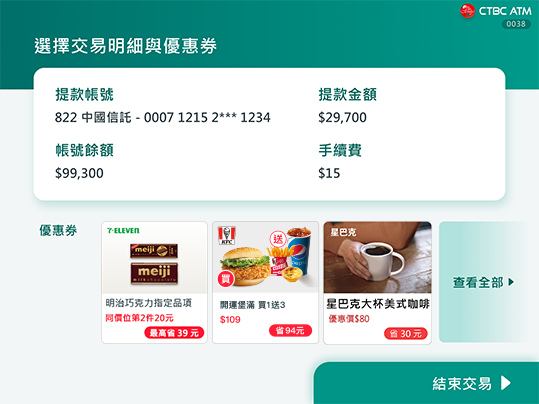 CTBC ATM
0038
選擇交易明細與優惠券
提款帳號
822 中國信託 - 0007 1215 2*** 1234
提款金額
$29,700
帳號餘額
$99,300
手續費
$15
優惠券
7-ELEVEn
meiji
meiji
明治巧克力指定品項
同價位第2件20元
最高省 39 元
KFC
買
送
開運堡滿 買1送3
$109
省94元
星巴克
星巴克大杯美式咖啡
優惠價$80
省 30 元
查看全部
結束交易